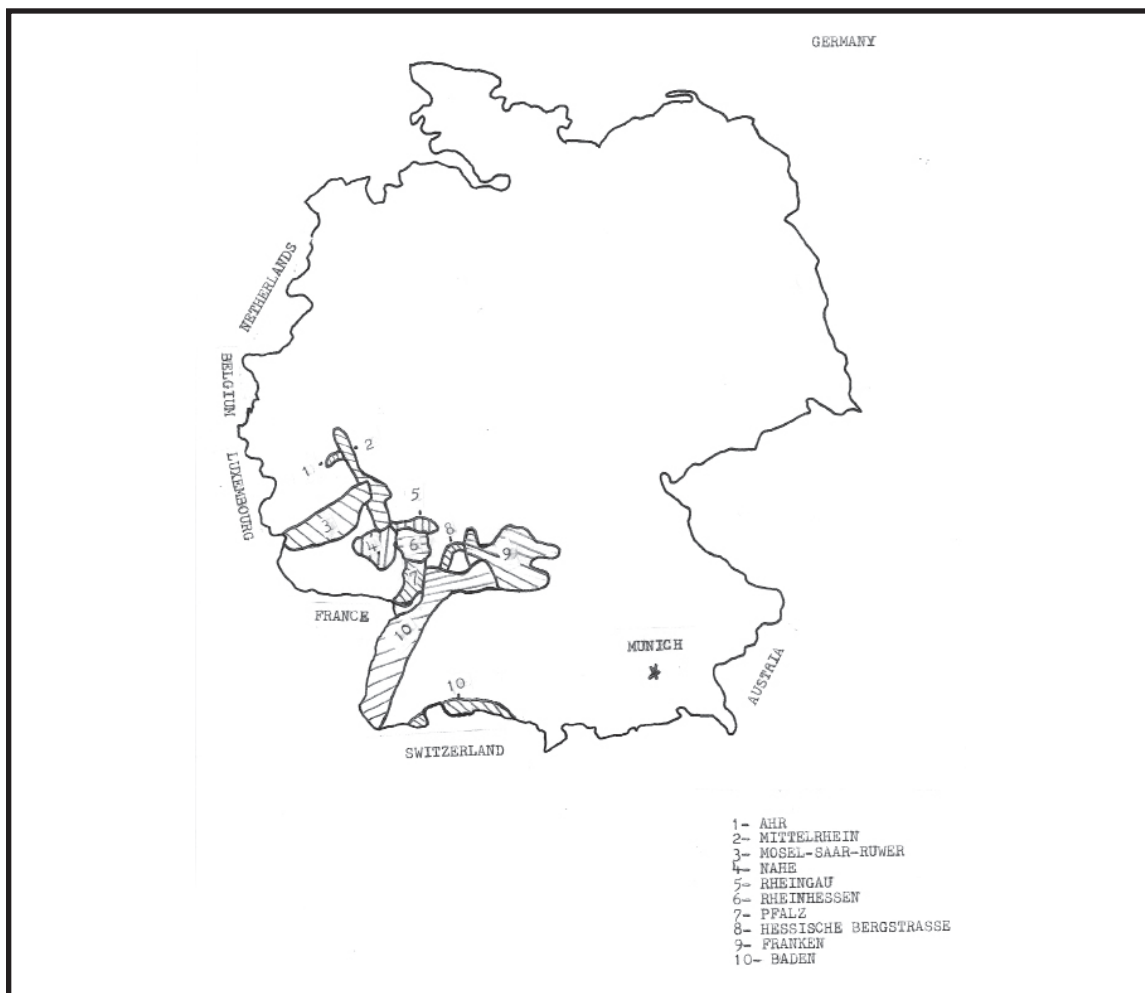 GERMANY
NETHERLANDS
BELGIUM
LUXEMBOURG
1
2
3
4
5
6
7
8
9
10
10
FRANCE
MUNICH
AUSTRIA
SWITZERLAND
1- AHR
2- MITTELRHEIN
3- MOSEL-SAAR-RUWER
4- NAHE
5- RHEINGAU
6- RHEINHESSEN
7- PFALZ
8- HESSISCHE BERGSTRASSE
9- FRANKEN
10- BADEN